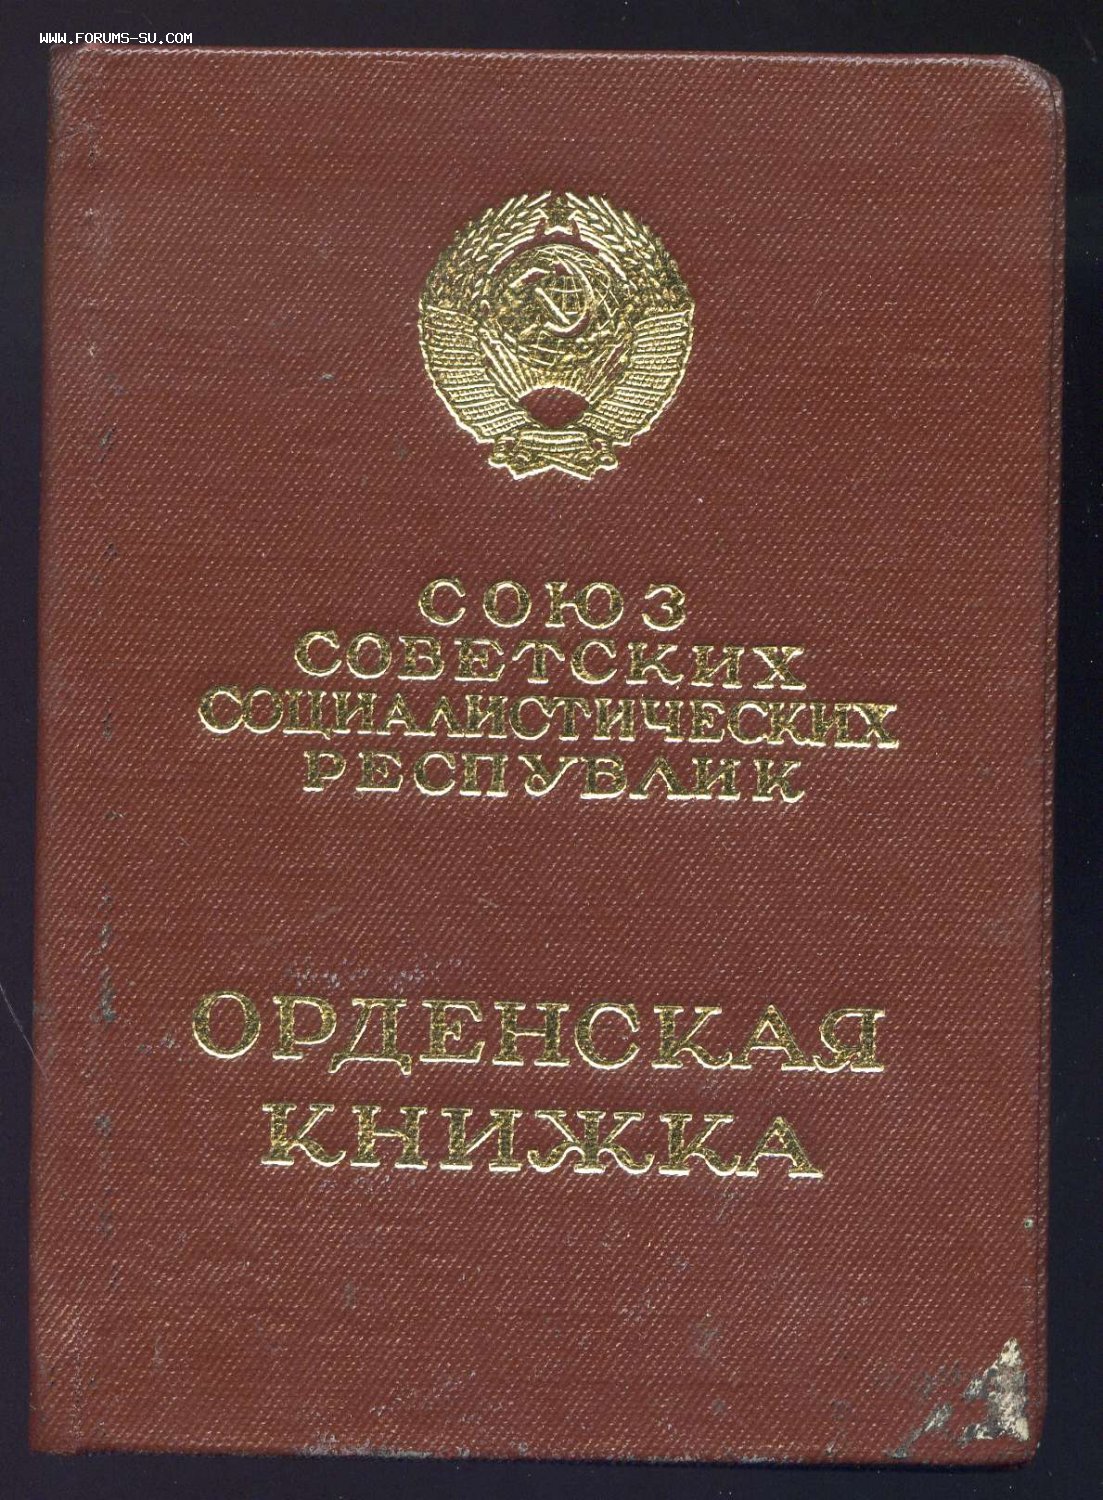 WWW.FORUMS-SU.COM
СОЮЗ
СОВЕТСКИХ
СОЦИАЛИСТИЧЕСКИХ
РЕСПУБЛИК
ОРДЕНСКАЯ
КНИЖКА